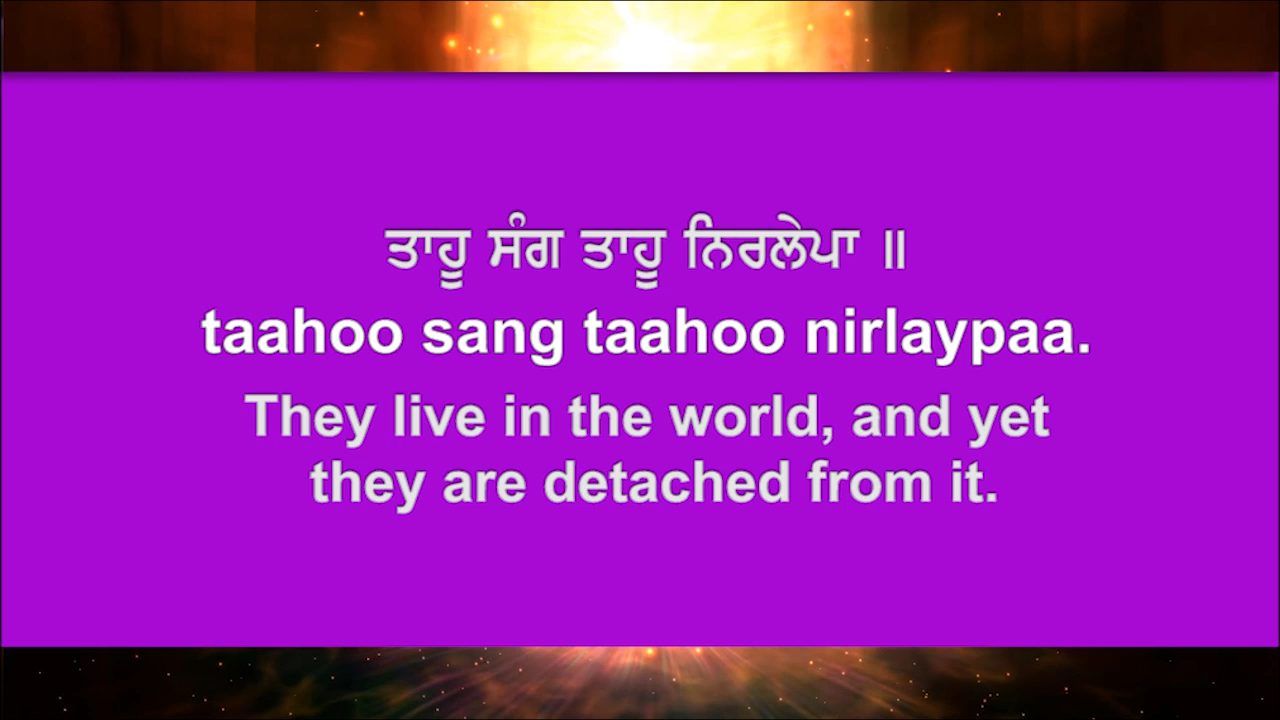 ਤਾਹੂ ਸੰਗ ਤਾਹੂ ਨਿਰਲੇਪਾ ॥
taahoo sang taahoo nirlaypaa.
They live in the world, and yet
they are detached from it.